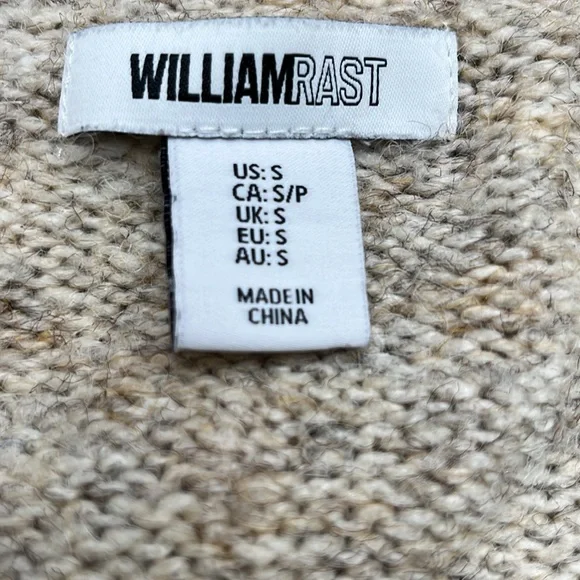 WILLIAMRAST
US: S
CA: S/P
UK: S
EU: S
AU: S
MADE IN
CHINA